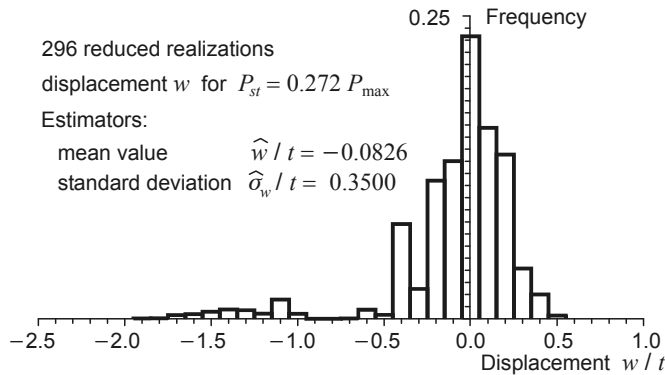 0.25 Frequency
296 reduced realizations
displacement w for P_st = 0.272 P_max
Estimators:
mean value ŵ / t = −0.0826
standard deviation σ̂_w / t = 0.3500
−2.5 −2.0 −1.5 −1.0 −0.5 0.0 0.5 1.0
Displacement w / t